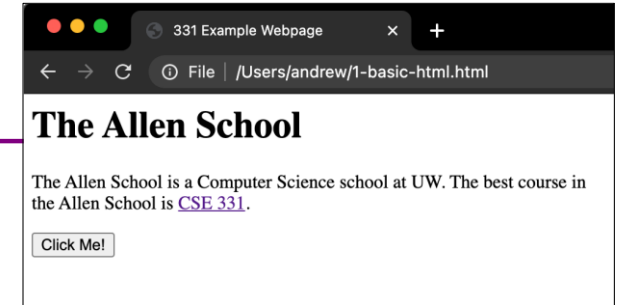 331 Example Webpage
File | /Users/andrew/1-basic-html.html
The Allen School
The Allen School is a Computer Science school at UW. The best course in
the Allen School is CSE 331.
Click Me!